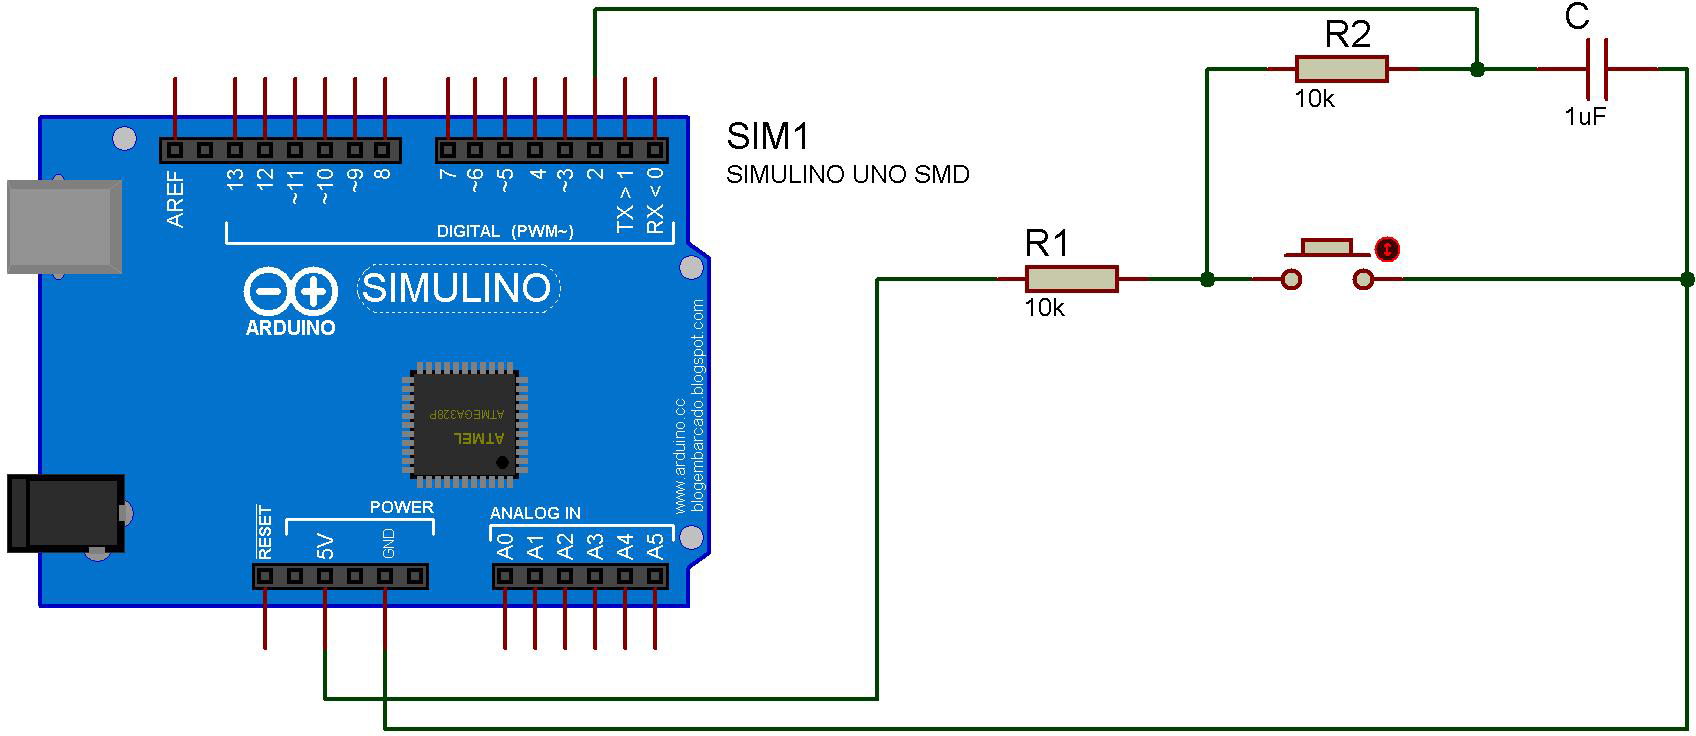 C
R2
10k
1uF
SIM1
SIMULINO UNO SMD
AREF
13
12
~11
~10
~9
8
7
~6
~5
4
~3
2
TX > 1
RX < 0
DIGITAL (PWM~)
R1
10k
SIMULINO
ARDUINO
www.arduino.cc
blogembarcado.blogspot.com
ATMEGA328P
ATMEL
RESET
5V
POWER
GND
ANALOG IN
A0
A1
A2
A3
A4
A5